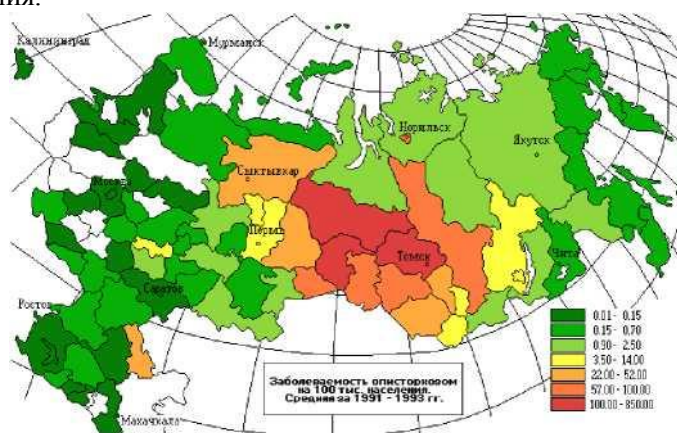 ния.
Калининград
Мурманск
Норильск
Якутск
Сыктывкар
Москва
Пермь
Томск
Чита
Саратов
Ростов
Махачкала
0.01 - 0.15
0.15 - 0.70
0.90 - 2.50
3.50 - 14.00
22.00 - 52.00
57.00 - 100.00
100.00 - 850.00
Заболеваемость описторхозом
на 100 тыс. населения.
Средняя за 1991 - 1993 гг.